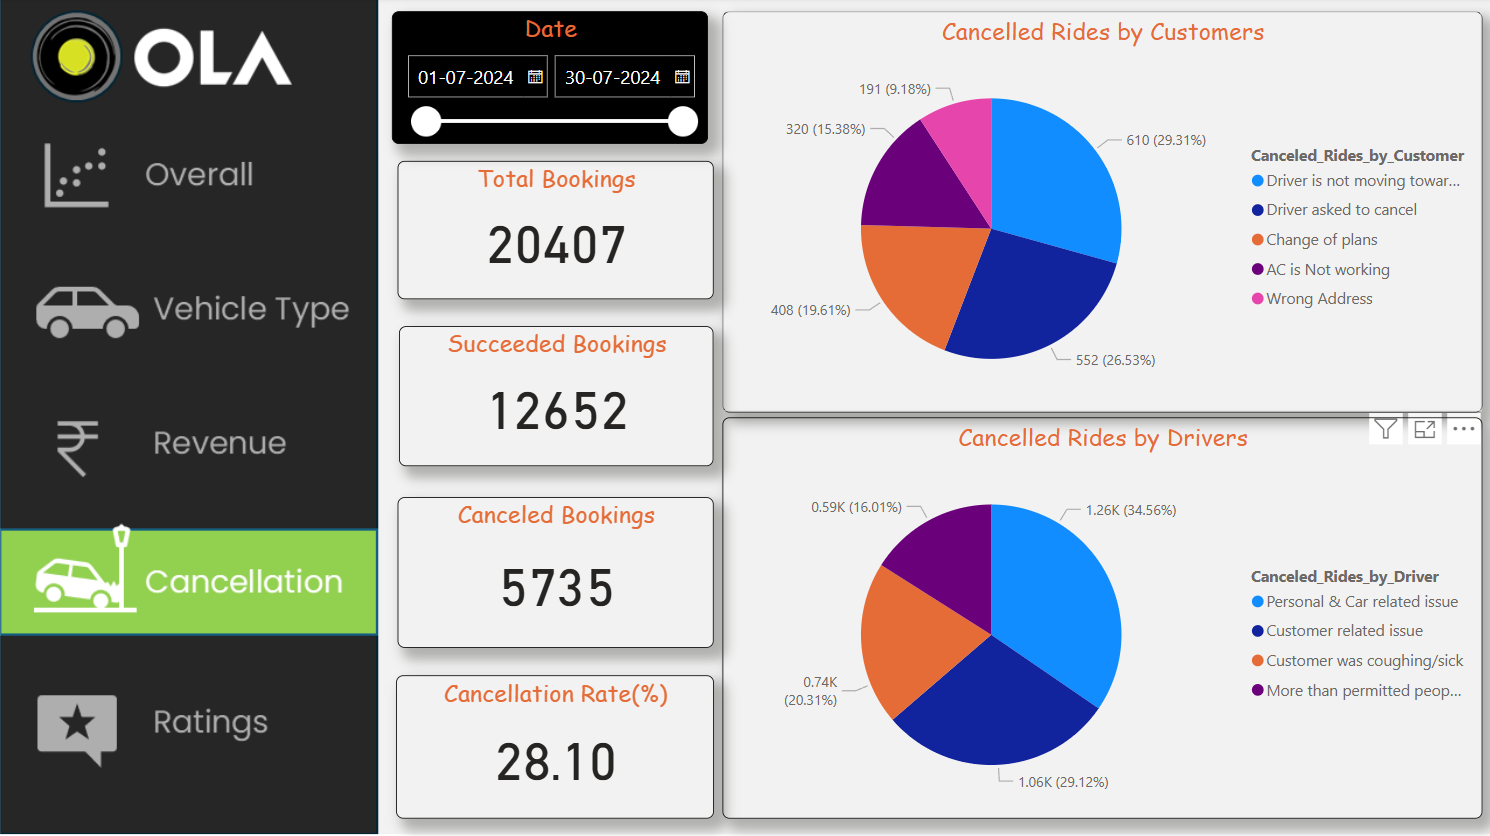 OLA
Overall
Vehicle Type
Revenue
Cancellation
Ratings
Date
01-07-2024
30-07-2024
Total Bookings
20407
Succeeded Bookings
12652
Canceled Bookings
5735
Cancellation Rate(%)
28.10
Cancelled Rides by Customers
191 (9.18%)
320 (15.38%)
610 (29.31%)
408 (19.61%)
552 (26.53%)
Canceled_Rides_by_Customer
Driver is not moving towar...
Driver asked to cancel
Change of plans
AC is Not working
Wrong Address
Cancelled Rides by Drivers
0.59K (16.01%)
1.26K (34.56%)
0.74K
(20.31%)
1.06K (29.12%)
Canceled_Rides_by_Driver
Personal & Car related issue
Customer related issue
Customer was coughing/sick
More than permitted peop...